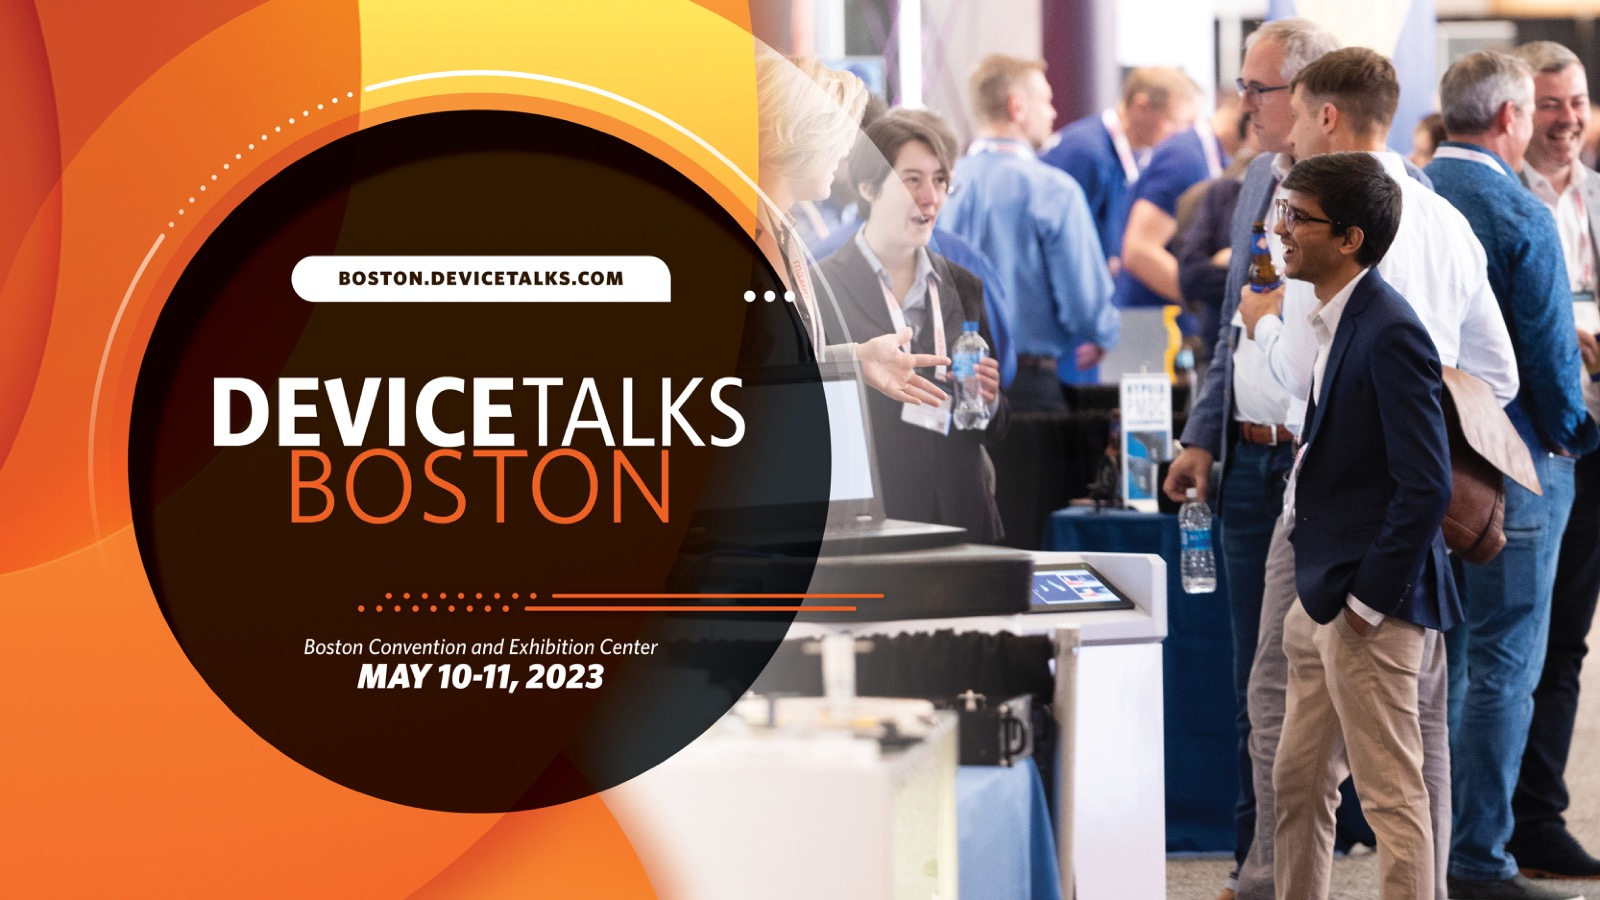 BOSTON.DEVICETALKS.COM
DEVICETALKS
BOSTON
Boston Convention and Exhibition Center
MAY 10-11, 2023